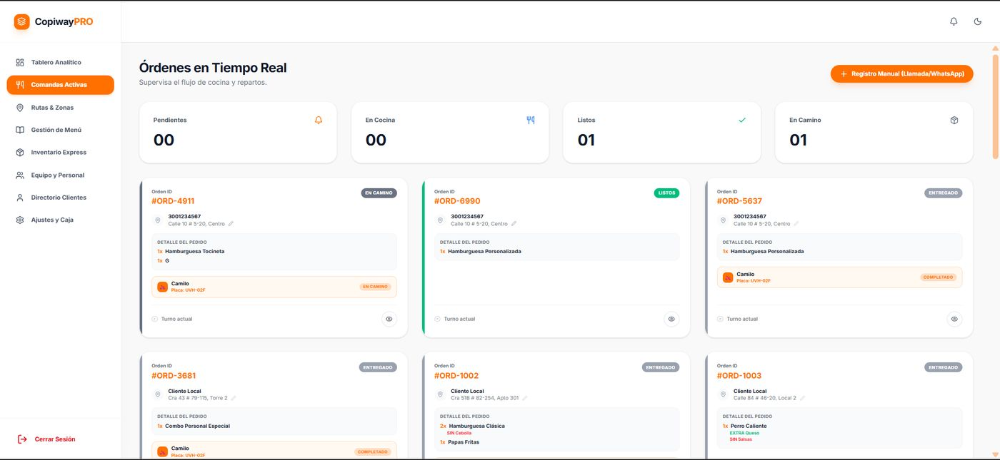 CopiwayPRO
Tablero Analítico
Comandas Activas
Rutas & Zonas
Gestión de Menú
Inventario Express
Equipo y Personal
Directorio Clientes
Ajustes y Caja
Cerrar Sesión
Órdenes en Tiempo Real
Supervisa el flujo de cocina y repartos.
Registro Manual (Llamada/WhatsApp)
Pendientes
00
En Cocina
00
Listos
01
En Camino
01
Orden ID
EN CAMINO
#ORD-4911
3001234567
Calle 10 # 5-20, Centro
DETALLE DEL PEDIDO
1x Hamburguesa Tocineta
1x G
Camilo
Placa: UVH-02F
EN CAMINO
Turno actual
Orden ID
LISTOS
#ORD-6990
3001234567
Calle 10 # 5-20, Centro
DETALLE DEL PEDIDO
1x Hamburguesa Personalizada
Turno actual
Orden ID
ENTREGADO
#ORD-5637
3001234567
Calle 10 # 5-20, Centro
DETALLE DEL PEDIDO
1x Hamburguesa Personalizada
Camilo
Placa: UVH-02F
COMPLETADO
Turno actual
Orden ID
ENTREGADO
#ORD-3681
Cliente Local
Cra 43 # 79-115, Torre 2
DETALLE DEL PEDIDO
1x Combo Personal Especial
Camilo
Placa: UVH-02F
COMPLETADO
Orden ID
ENTREGADO
#ORD-1002
Cliente Local
Cra 51B # 82-254, Apto 301
DETALLE DEL PEDIDO
2x Hamburguesa Clásica
SIN Cebolla
1x Papas Fritas
Orden ID
ENTREGADO
#ORD-1003
Cliente Local
Calle 84 # 46-20, Local 2
DETALLE DEL PEDIDO
1x Perro Caliente
EXTRA Queso
SIN Salsas